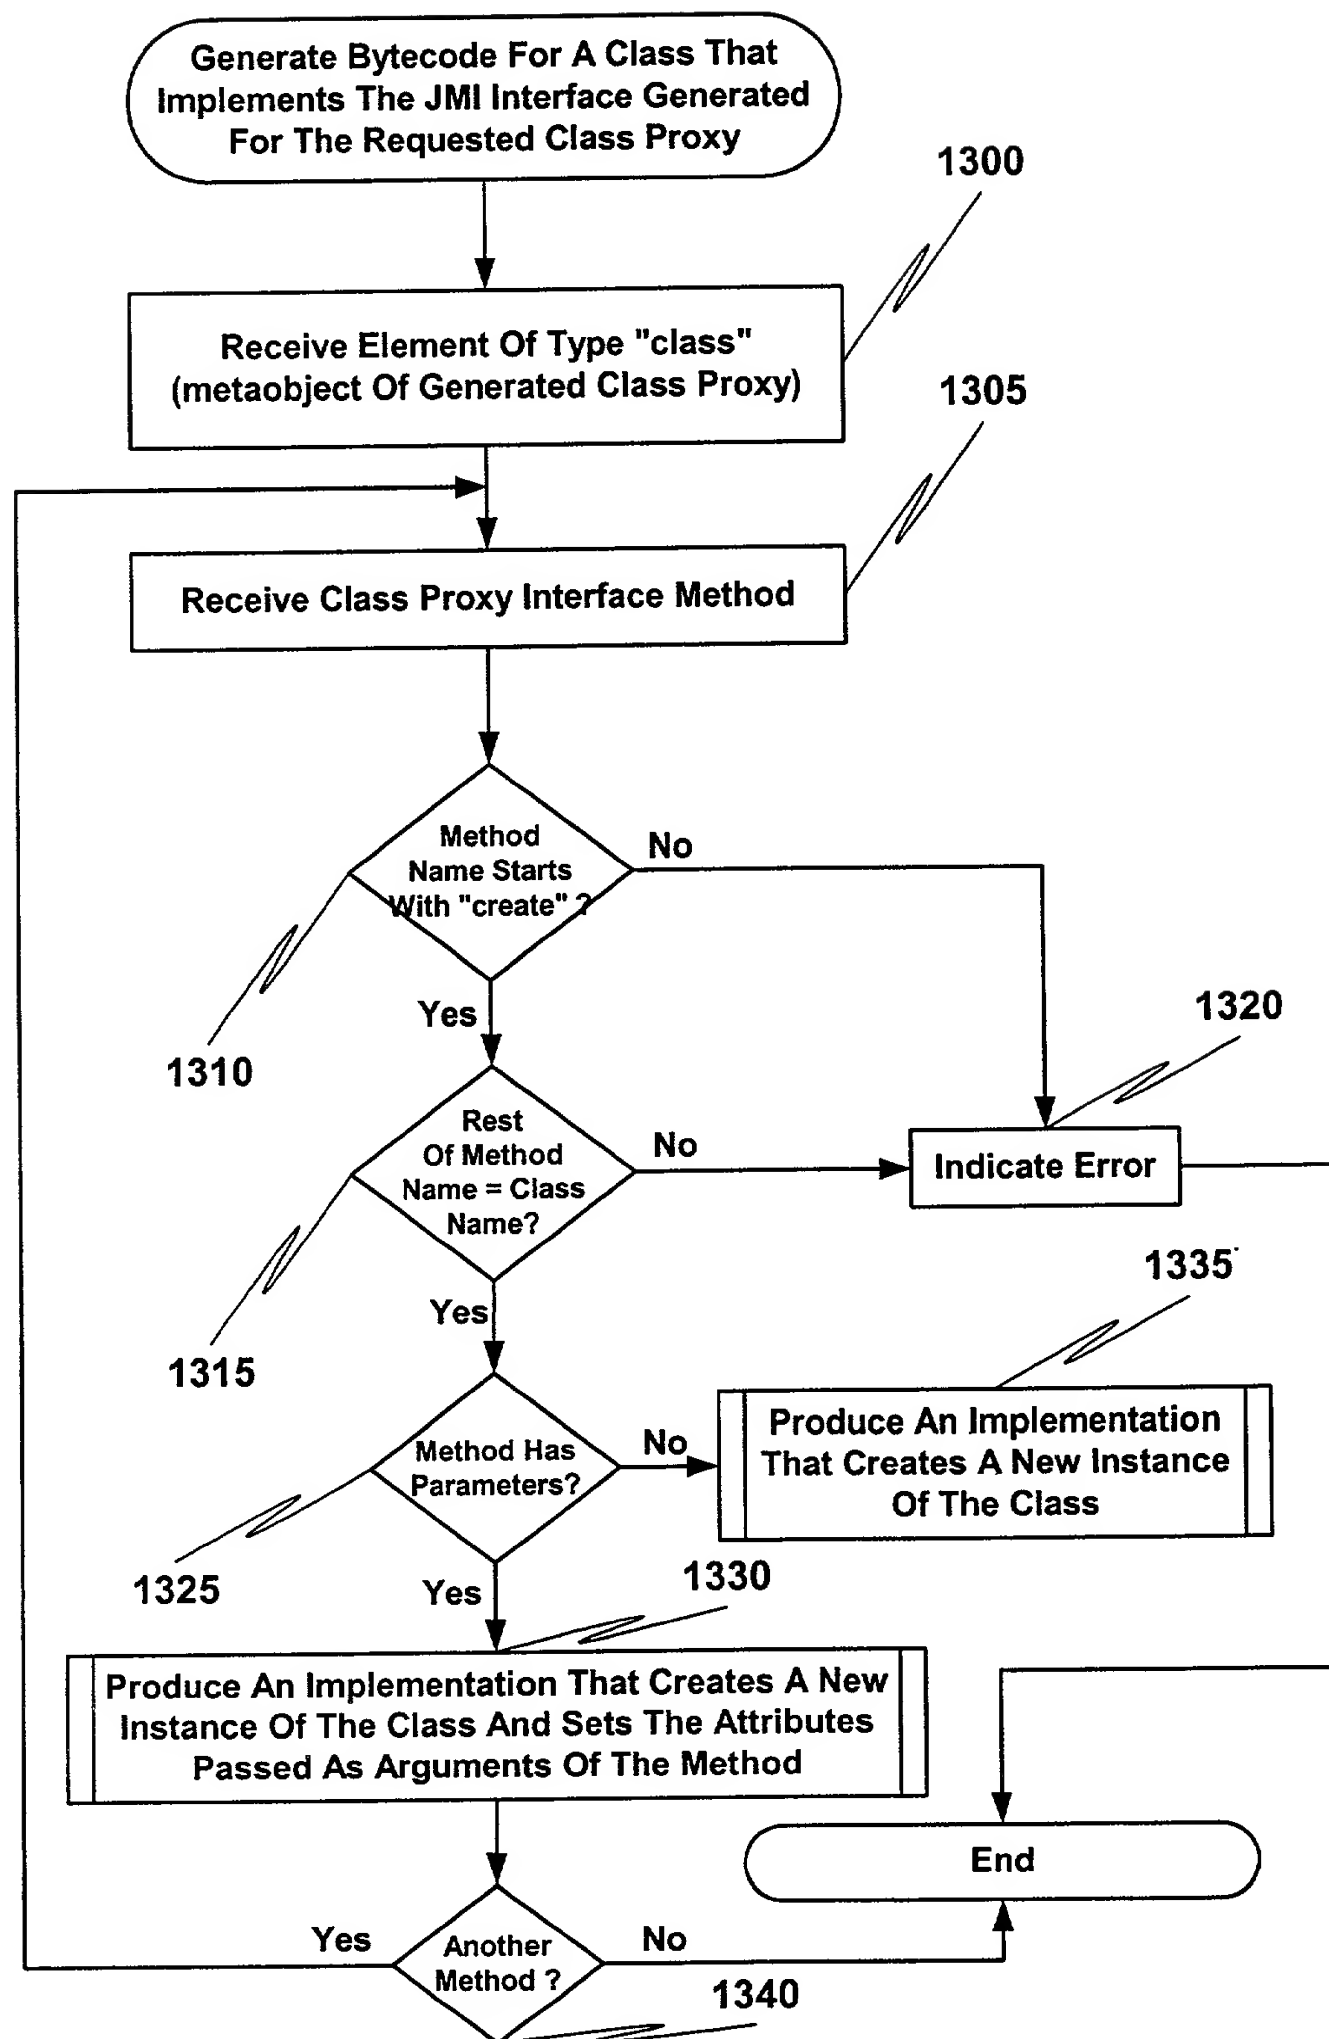 Generate Bytecode For A Class That
Implements The JMI Interface Generated
For The Requested Class Proxy
1300
Receive Element Of Type "class"
(metaobject Of Generated Class Proxy)
1305
Receive Class Proxy Interface Method
Method
Name Starts
With "create" ?
No
Yes
1310
1320
Rest
Of Method
Name = Class
Name?
No
Indicate Error
Yes
1315
1335
Method Has
Parameters?
No
Produce An Implementation
That Creates A New Instance
Of The Class
Yes
1325
1330
Produce An Implementation That Creates A New
Instance Of The Class And Sets The Attributes
Passed As Arguments Of The Method
End
Yes
Another
Method ?
No
1340